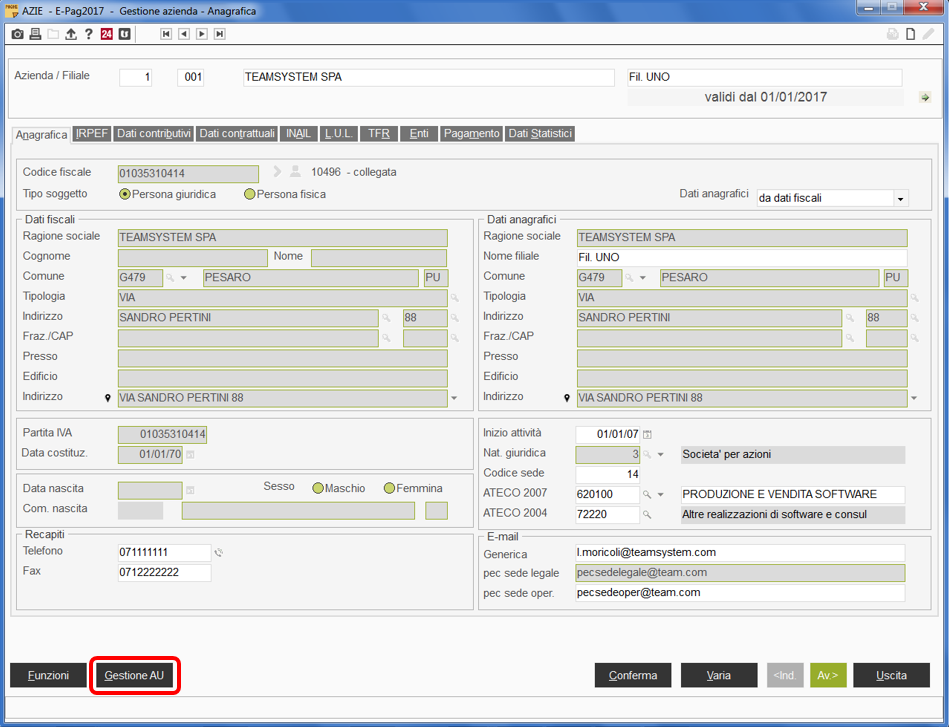 AZIE - E-Pag2017 - Gestione azienda - Anagrafica
? 24
Azienda / Filiale 1 001 TEAMSYSTEM SPA Fil. UNO
validi dal 01/01/2017
Anagrafica IRPEF Dati contributivi Dati contrattuali INAIL L.U.L. TFR Enti Pagamento Dati Statistici
Codice fiscale 01035310414 10496 - collegata
Tipo soggetto Persona giuridica Persona fisica Dati anagrafici da dati fiscali
Dati fiscali
Ragione sociale TEAMSYSTEM SPA
Cognome Nome
Comune G479 PESARO PU
Tipologia VIA
Indirizzo SANDRO PERTINI 88
Fraz./CAP
Presso
Edificio
Indirizzo VIA SANDRO PERTINI 88
Dati anagrafici
Ragione sociale TEAMSYSTEM SPA
Nome filiale Fil. UNO
Comune G479 PESARO PU
Tipologia VIA
Indirizzo SANDRO PERTINI 88
Fraz./CAP
Presso
Edificio
Indirizzo VIA SANDRO PERTINI 88
Partita IVA 01035310414
Data costituz. 01/01/70
Data nascita Sesso Maschio Femmina
Com. nascita
Recapiti
Telefono 071111111
Fax 0712222222
Inizio attività 01/01/07
Nat. giuridica 3 Societa' per azioni
Codice sede 14
ATECO 2007 620100 PRODUZIONE E VENDITA SOFTWARE
ATECO 2004 72220 Altre realizzazioni di software e consul
E-mail
Generica l.moricoli@teamsystem.com
pec sede legale pecsedelegale@team.com
pec sede oper. pecsedeoper@team.com
Funzioni Gestione AU Conferma Varia <Ind. Av.> Uscita